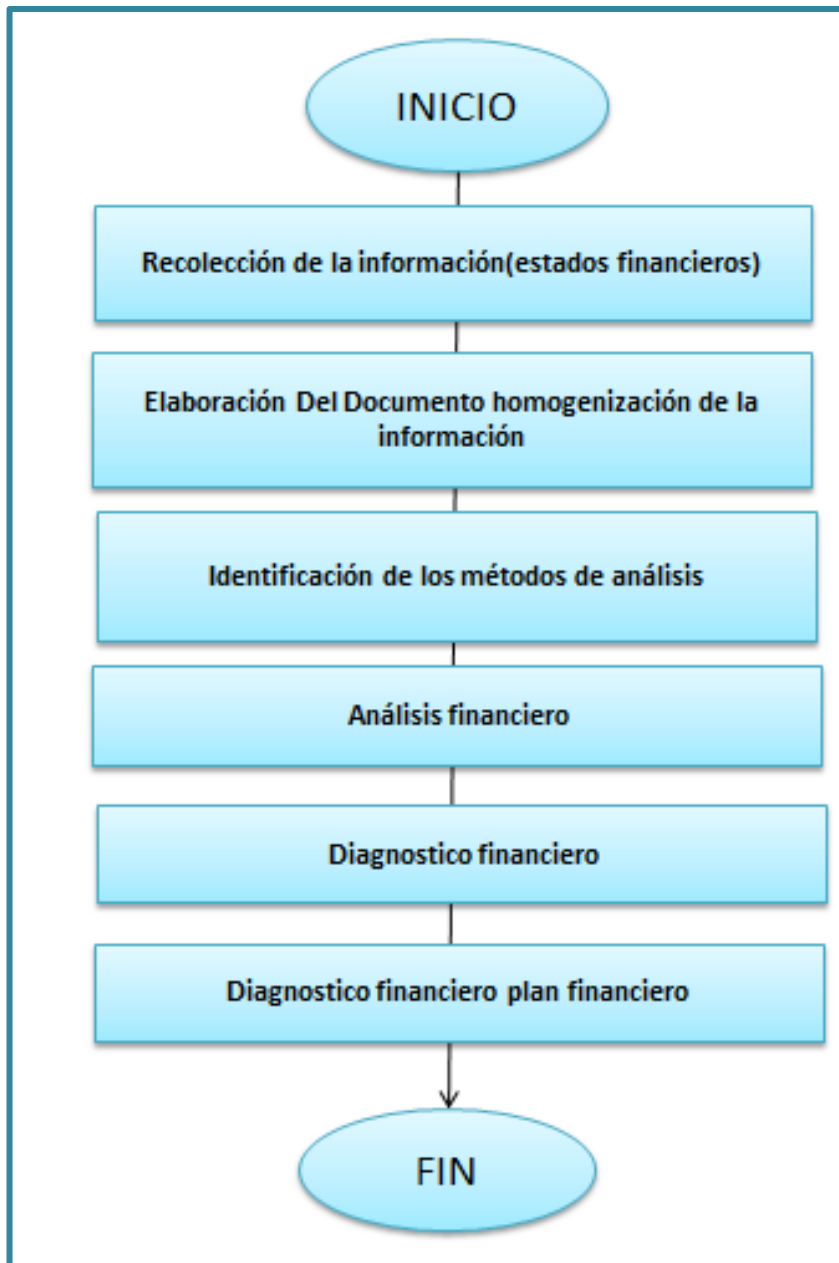 INICIO
Recolección de la información(estados financieros)
Elaboración Del Documento homogenización de la
información
Identificación de los métodos de análisis
Análisis financiero
Diagnostico financiero
Diagnostico financiero plan financiero
FIN